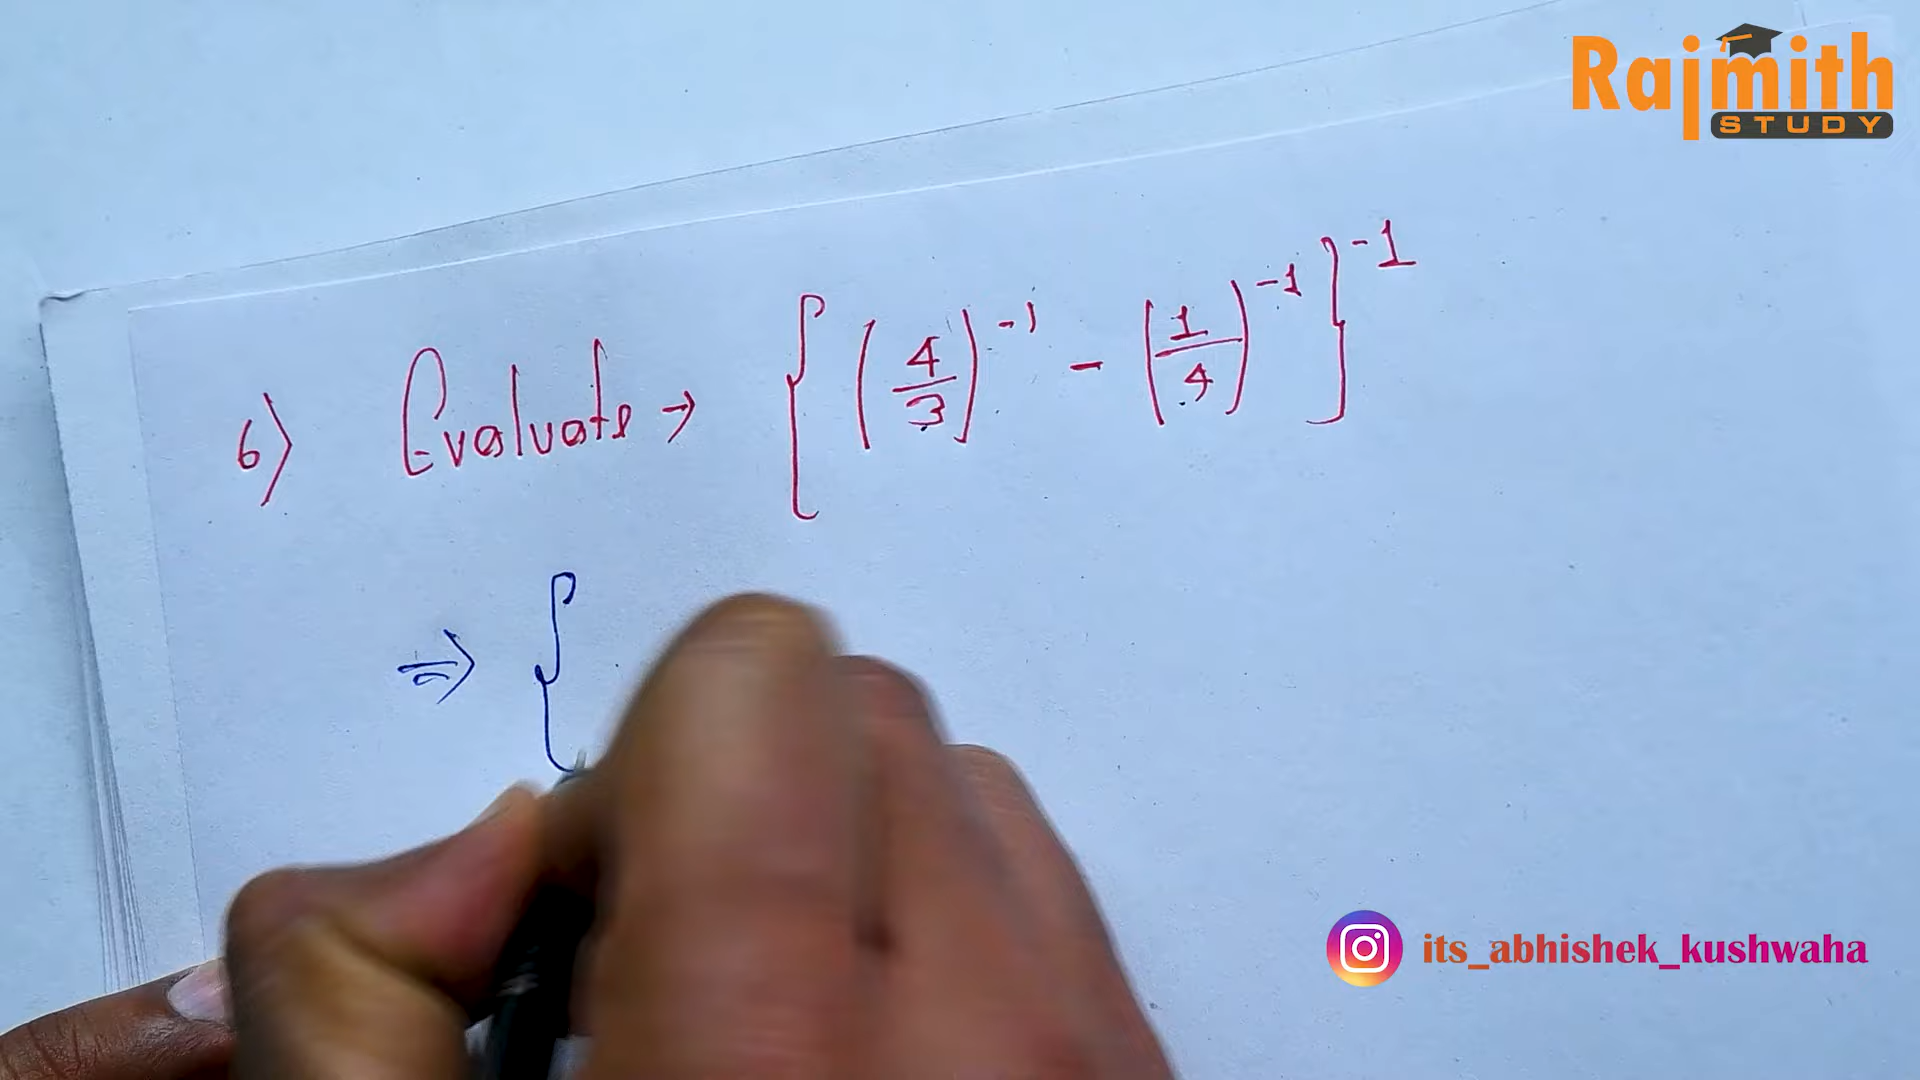 Rajmith
STUDY
6) Evaluate → { (4/3)^-1 - (1/4)^-1 }^-1
⇒ {
its_abhishek_kushwaha